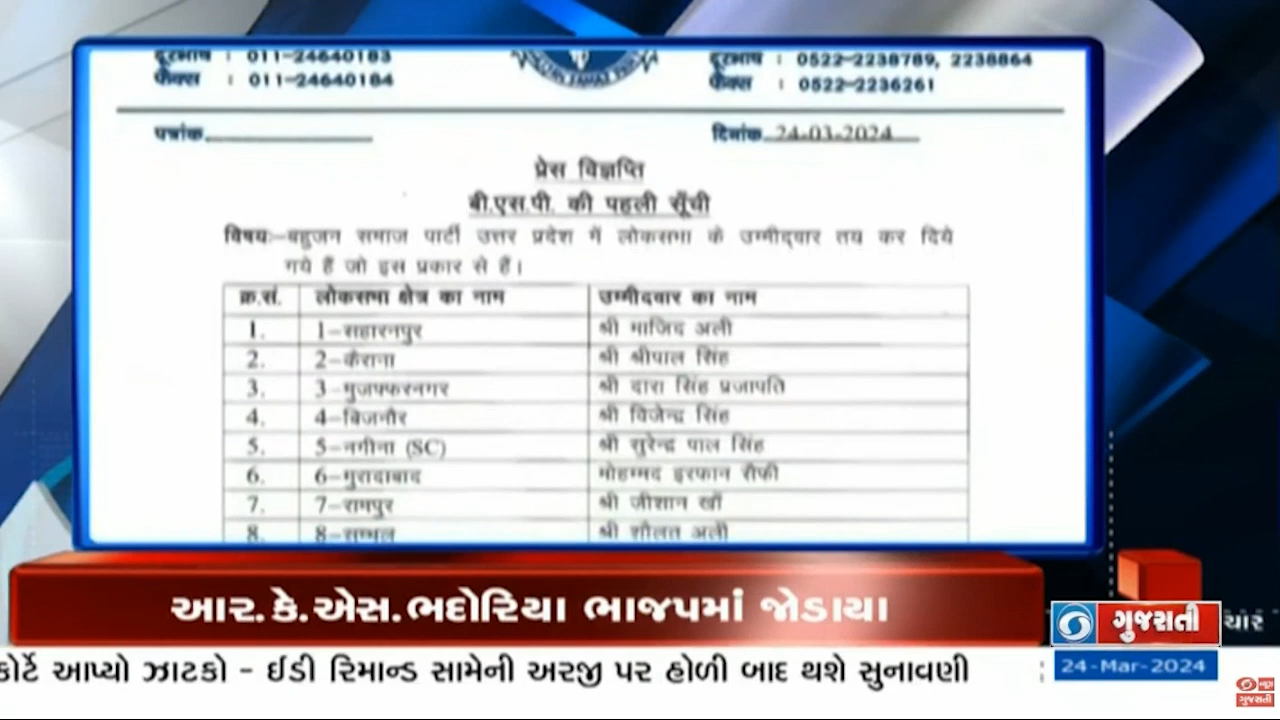 दूरभाष : 011-24640183
फैक्स : 011-24640184
दूरभाष : 0522-2238789, 2238864
फैक्स : 0522-2236261
पत्रांक
दिनांक 24-03-2024
प्रेस विज्ञप्ति
बी.एस.पी. की पहली सूँची
विषयः-बहुजन समाज पार्टी उत्तर प्रदेश में लोकसभा के उम्मीद्वार तय कर दिये
गये हैं जो इस प्रकार से हैं।
क्र.सं. लोकसभा क्षेत्र का नाम उम्मीदवार का नाम
1. 1-सहारनपुर श्री माजिद अली
2. 2-कैराना श्री श्रीपाल सिंह
3. 3-मुजफ्फरनगर श्री दारा सिंह प्रजापति
4. 4-बिजनौर श्री विजेन्द्र सिंह
5. 5-नगीना (SC) श्री सुरेन्द्र पाल सिंह
6. 6-मुरादाबाद मोहम्मद इरफान सैफी
7. 7-रामपुर श्री जीशान खाँ
8. 8-सम्भल श्री शौलत अली
આર.કે.એસ.ભદોરિયા ભાજપમાં જોડાયા
ગુજરાતી
ચાર
કોર્ટે આપ્યો ઝાટકો - ઈડી રિમાન્ડ સામેની અરજી પર હોળી બાદ થશે સુનાવણી
24-Mar-2024
ન્યૂઝ
ગુજરાતી